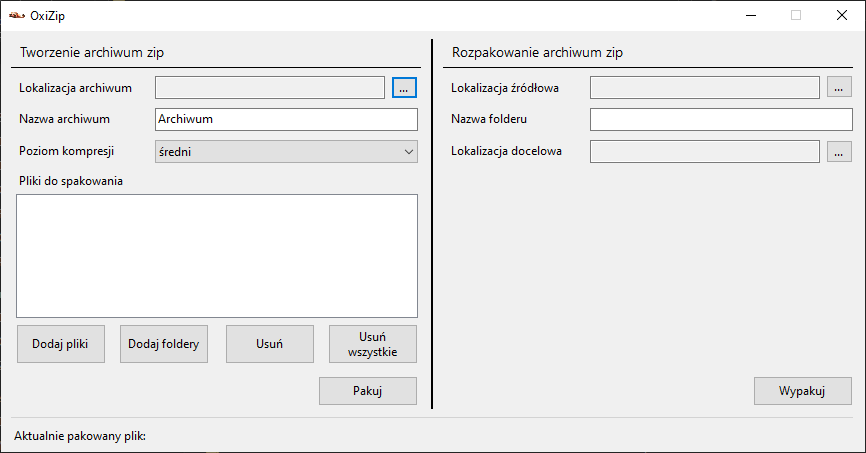 OxiZip
Tworzenie archiwum zip
Lokalizacja archiwum
...
Nazwa archiwum
Archiwum
Poziom kompresji
średni
Pliki do spakowania
Dodaj pliki
Dodaj foldery
Usuń
Usuń
wszystkie
Pakuj
Rozpakowanie archiwum zip
Lokalizacja źródłowa
...
Nazwa folderu
Lokalizacja docelowa
...
Wypakuj
Aktualnie pakowany plik: